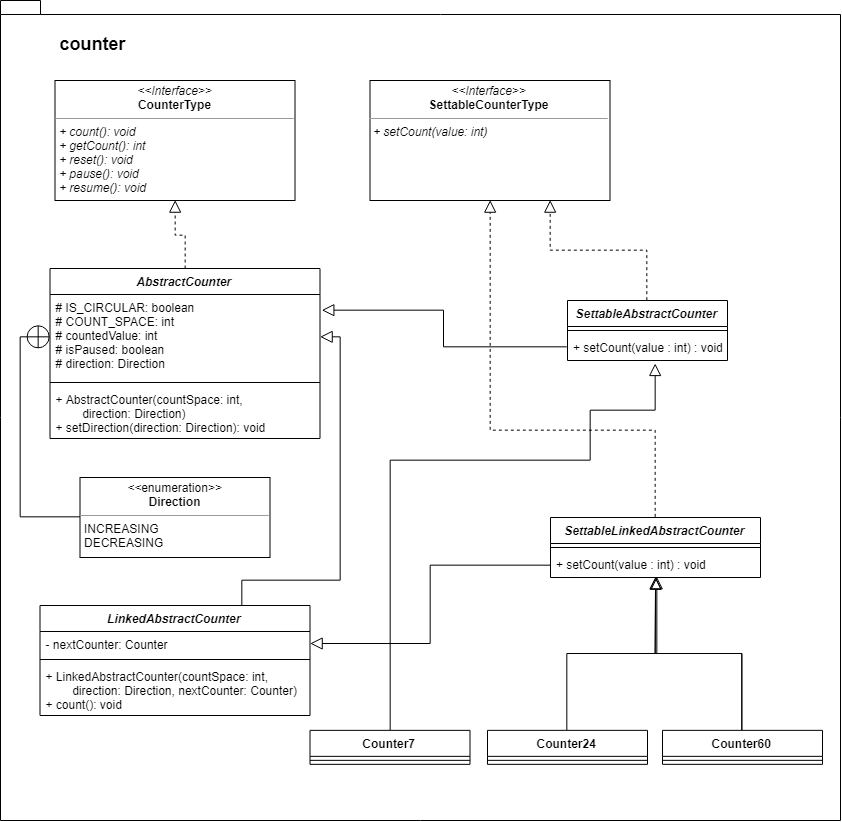 counter
<<Interface>>
CounterType
+ count(): void
+ getCount(): int
+ reset(): void
+ pause(): void
+ resume(): void
<<Interface>>
SettableCounterType
+ setCount(value: int)
AbstractCounter
# IS_CIRCULAR: boolean
# COUNT_SPACE: int
# countedValue: int
# isPaused: boolean
# direction: Direction
+ AbstractCounter(countSpace: int,
direction: Direction)
+ setDirection(direction: Direction): void
SettableAbstractCounter
+ setCount(value : int) : void
<<enumeration>>
Direction
INCREASING
DECREASING
SettableLinkedAbstractCounter
+ setCount(value : int) : void
LinkedAbstractCounter
- nextCounter: Counter
+ LinkedAbstractCounter(countSpace: int,
direction: Direction, nextCounter: Counter)
+ count(): void
Counter7
Counter24
Counter60